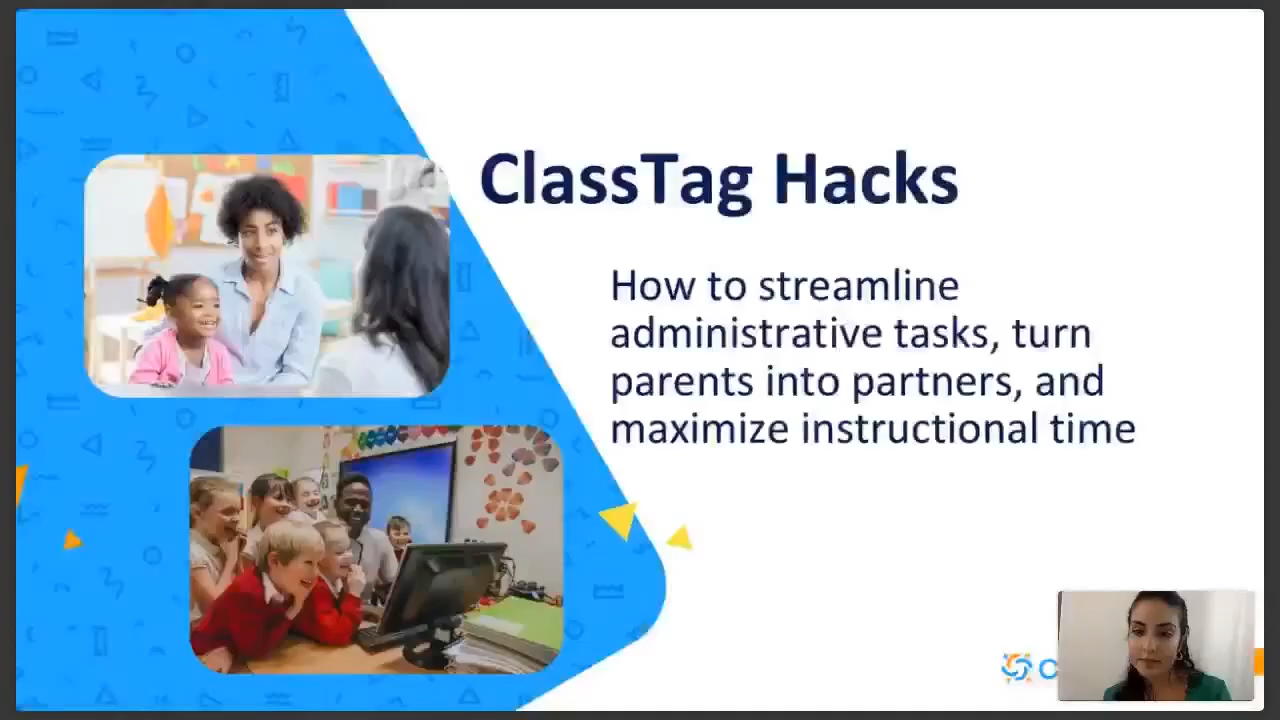 ClassTag Hacks
How to streamline
administrative tasks, turn
parents into partners, and
maximize instructional time